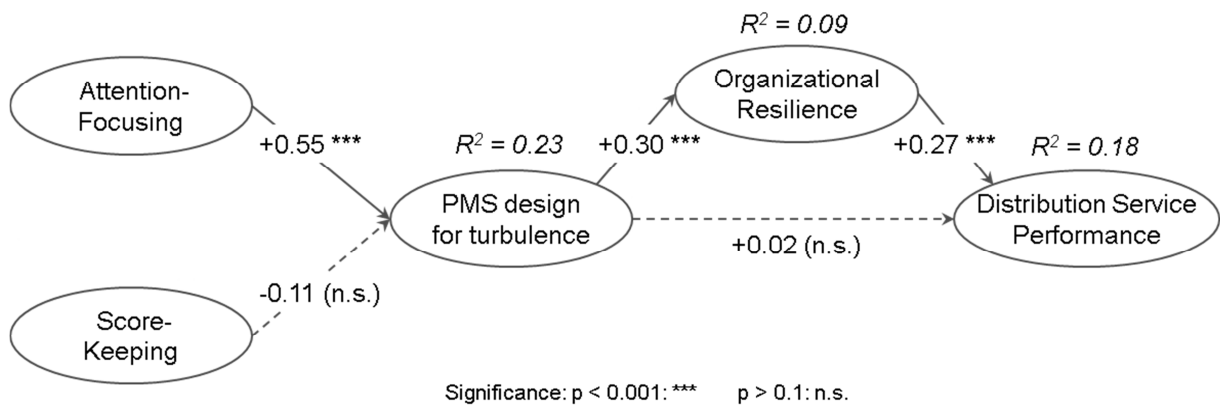 R² = 0.09
Attention-
Focusing
Organizational
Resilience
+0.55 ***
R² = 0.23
+0.30 ***
+0.27 ***
R² = 0.18
PMS design
for turbulence
Distribution Service
Performance
+0.02 (n.s.)
-0.11 (n.s.)
Score-
Keeping
Significance: p < 0.001: *** p > 0.1: n.s.